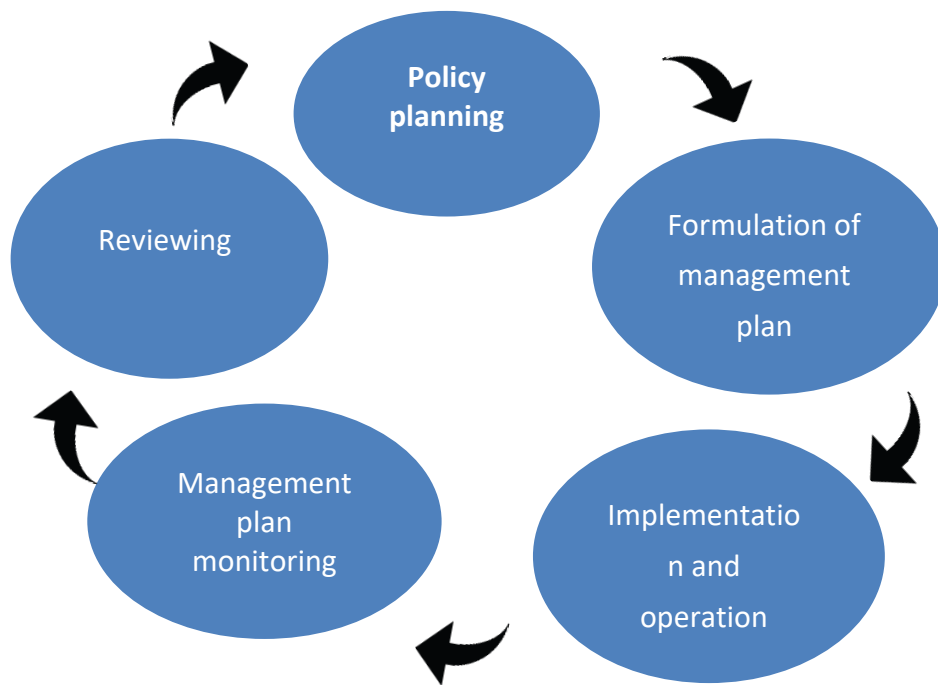 Policy
planning
Formulation of
management
plan
Implementatio
n and
operation
Management
plan
monitoring
Reviewing